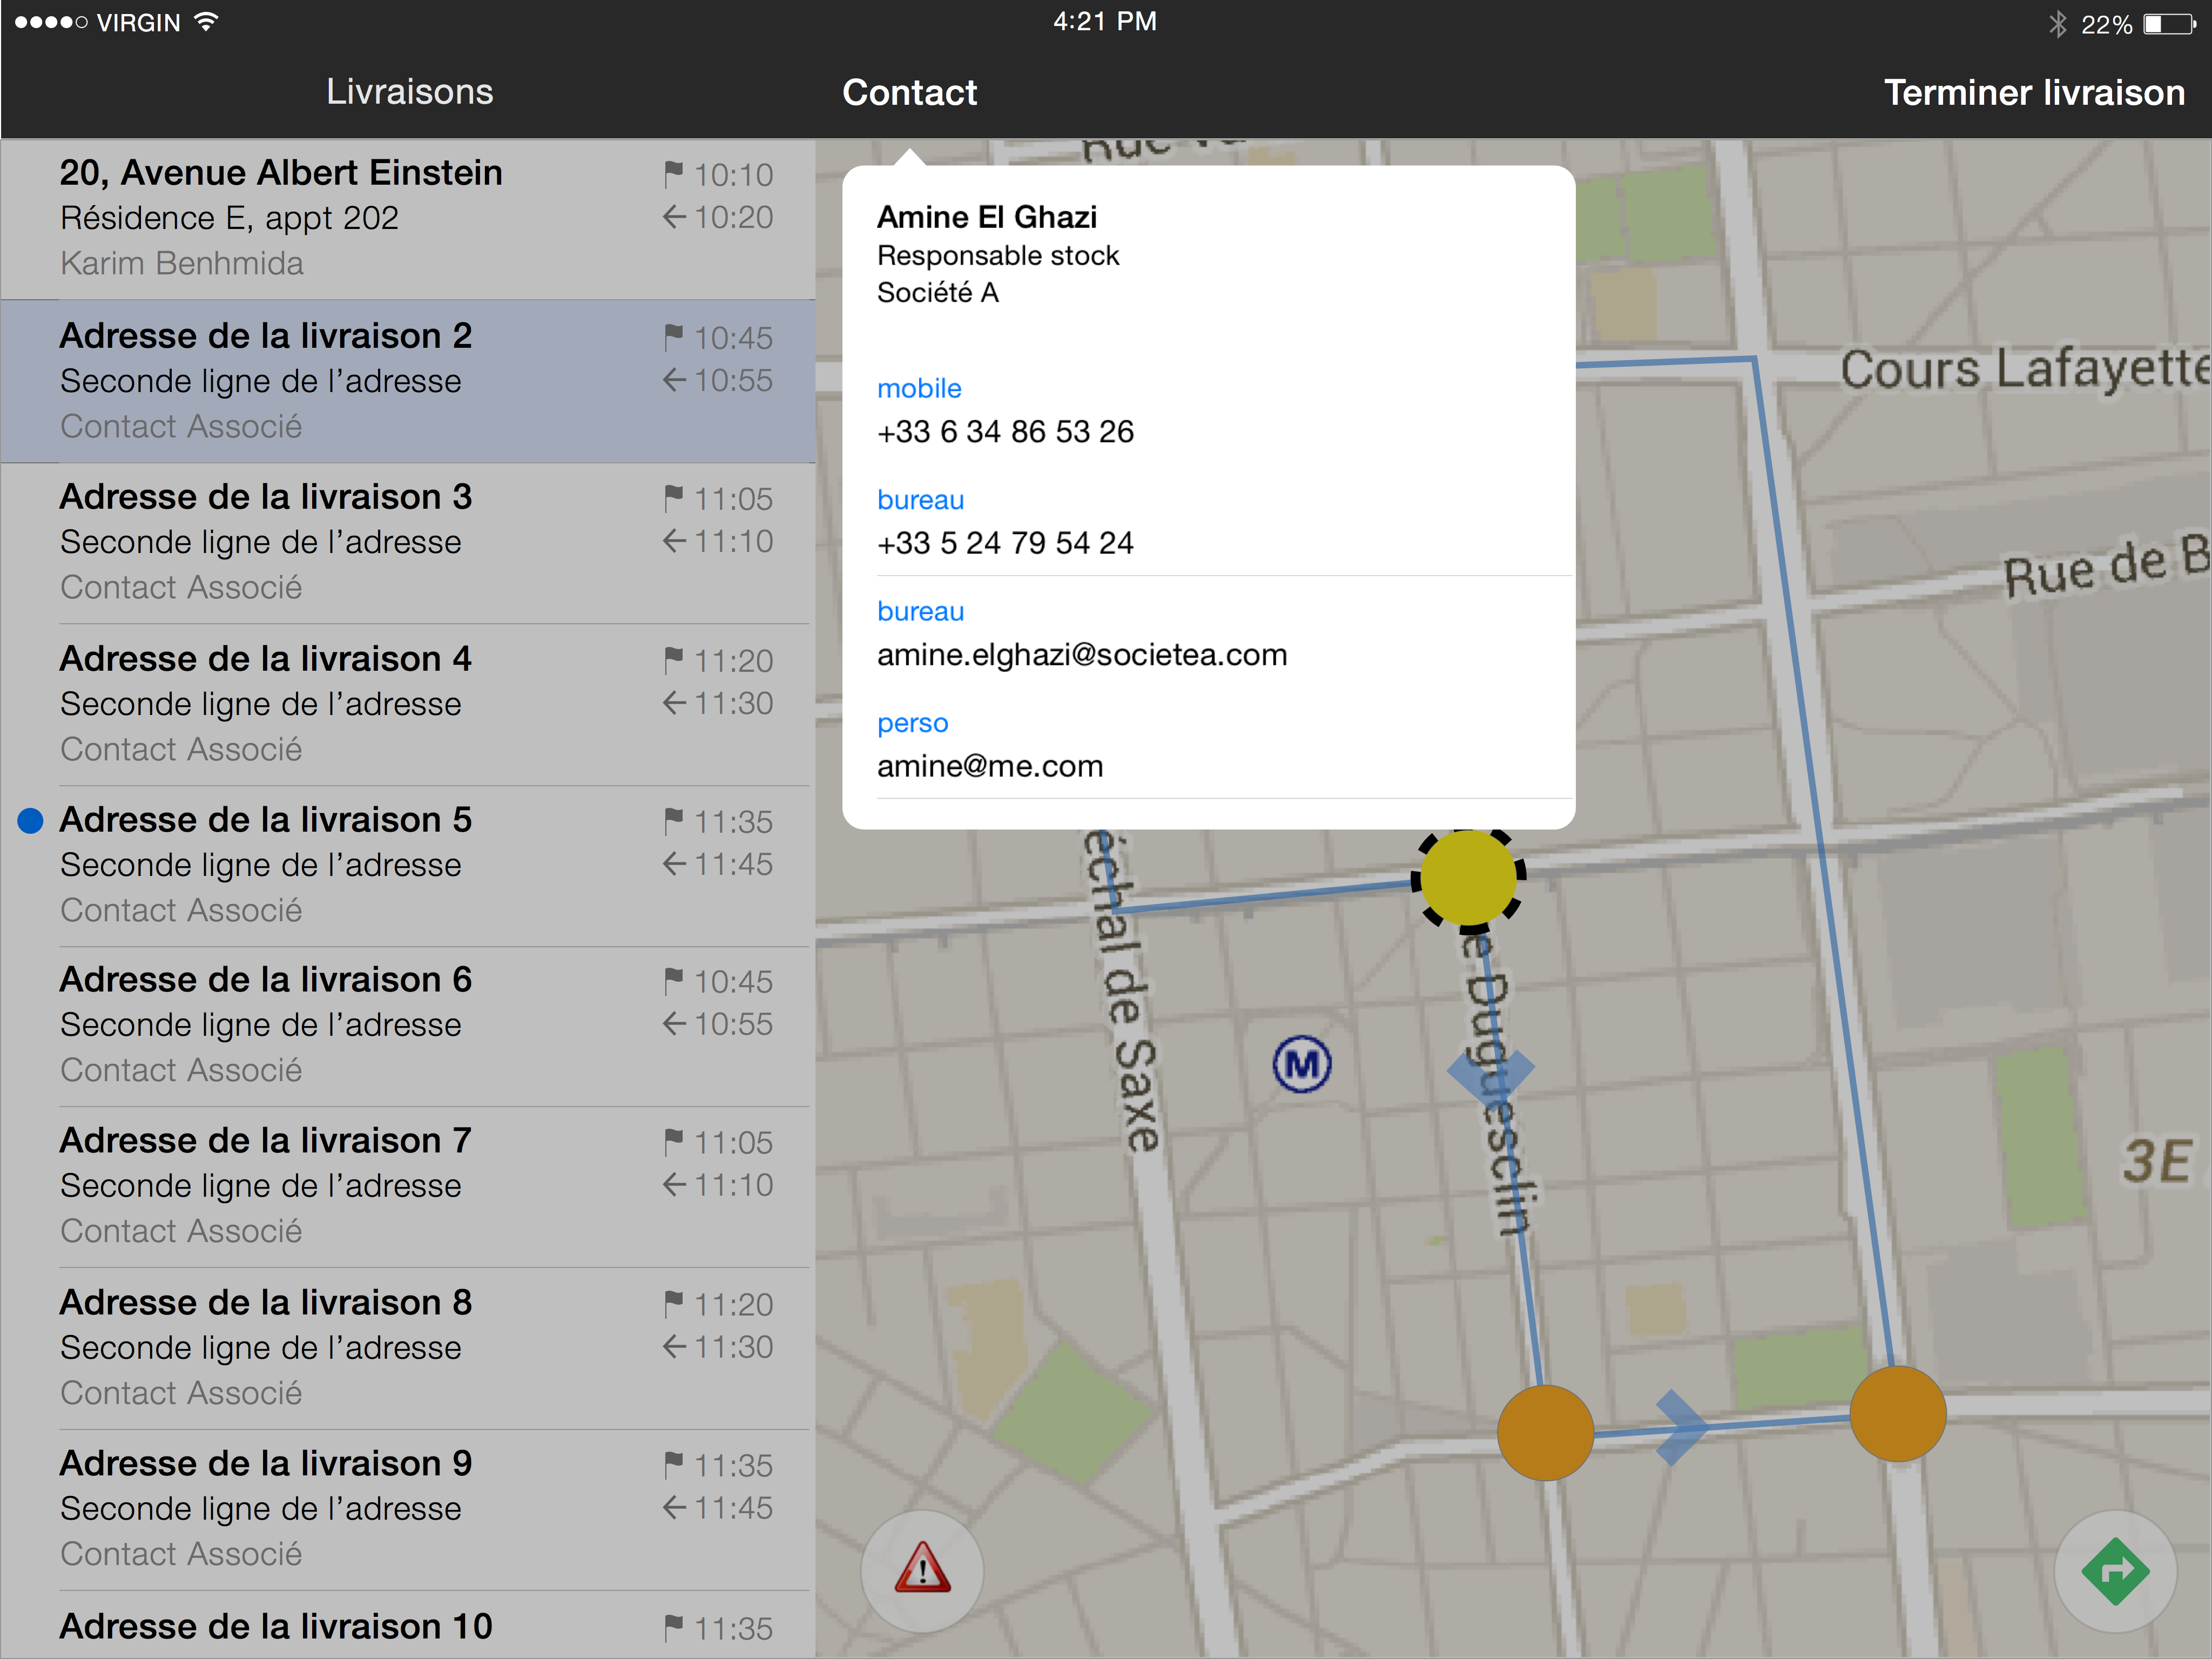 VIRGIN
4:21 PM
22%
Livraisons
Contact
Terminer livraison
20, Avenue Albert Einstein
10:10
Résidence E, appt 202
10:20
Karim Benhmida
Adresse de la livraison 2
10:45
Seconde ligne de l’adresse
10:55
Contact Associé
Adresse de la livraison 3
11:05
Seconde ligne de l’adresse
11:10
Contact Associé
Adresse de la livraison 4
11:20
Seconde ligne de l’adresse
11:30
Contact Associé
Adresse de la livraison 5
11:35
Seconde ligne de l’adresse
11:45
Contact Associé
Adresse de la livraison 6
10:45
Seconde ligne de l’adresse
10:55
Contact Associé
Adresse de la livraison 7
11:05
Seconde ligne de l’adresse
11:10
Contact Associé
Adresse de la livraison 8
11:20
Seconde ligne de l’adresse
11:30
Contact Associé
Adresse de la livraison 9
11:35
Seconde ligne de l’adresse
11:45
Contact Associé
Adresse de la livraison 10
11:35
Amine El Ghazi
Responsable stock
Société A
mobile
+33 6 34 86 53 26
bureau
+33 5 24 79 54 24
bureau
amine.elghazi@societea.com
perso
amine@me.com
Rue
Cours Lafayette
Rue de B
échal de Saxe
e Duguesclin
M
3E